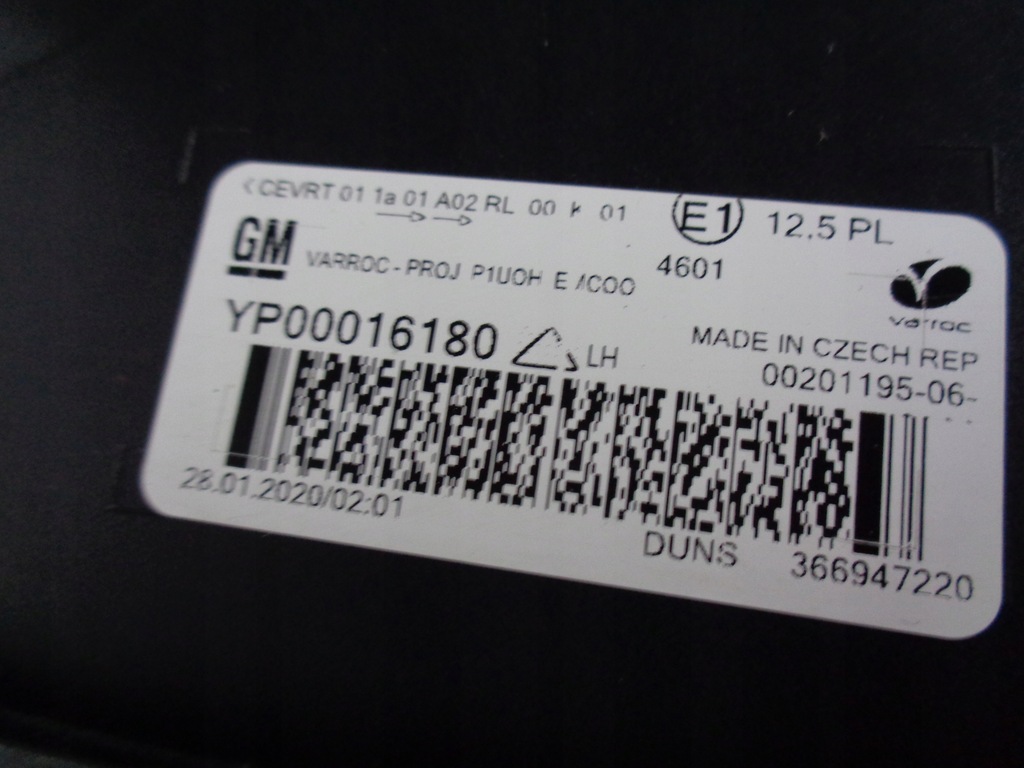 CEVRT 01 1a 01 A02 RL 00 01
E1 12,5 PL
GM VARROC - PROJ P1UOH 4601
varroc
YP00016180 LH
MADE IN CZECH REP
00201195-06-
28.01.2020/02:01
DUNS 366947220